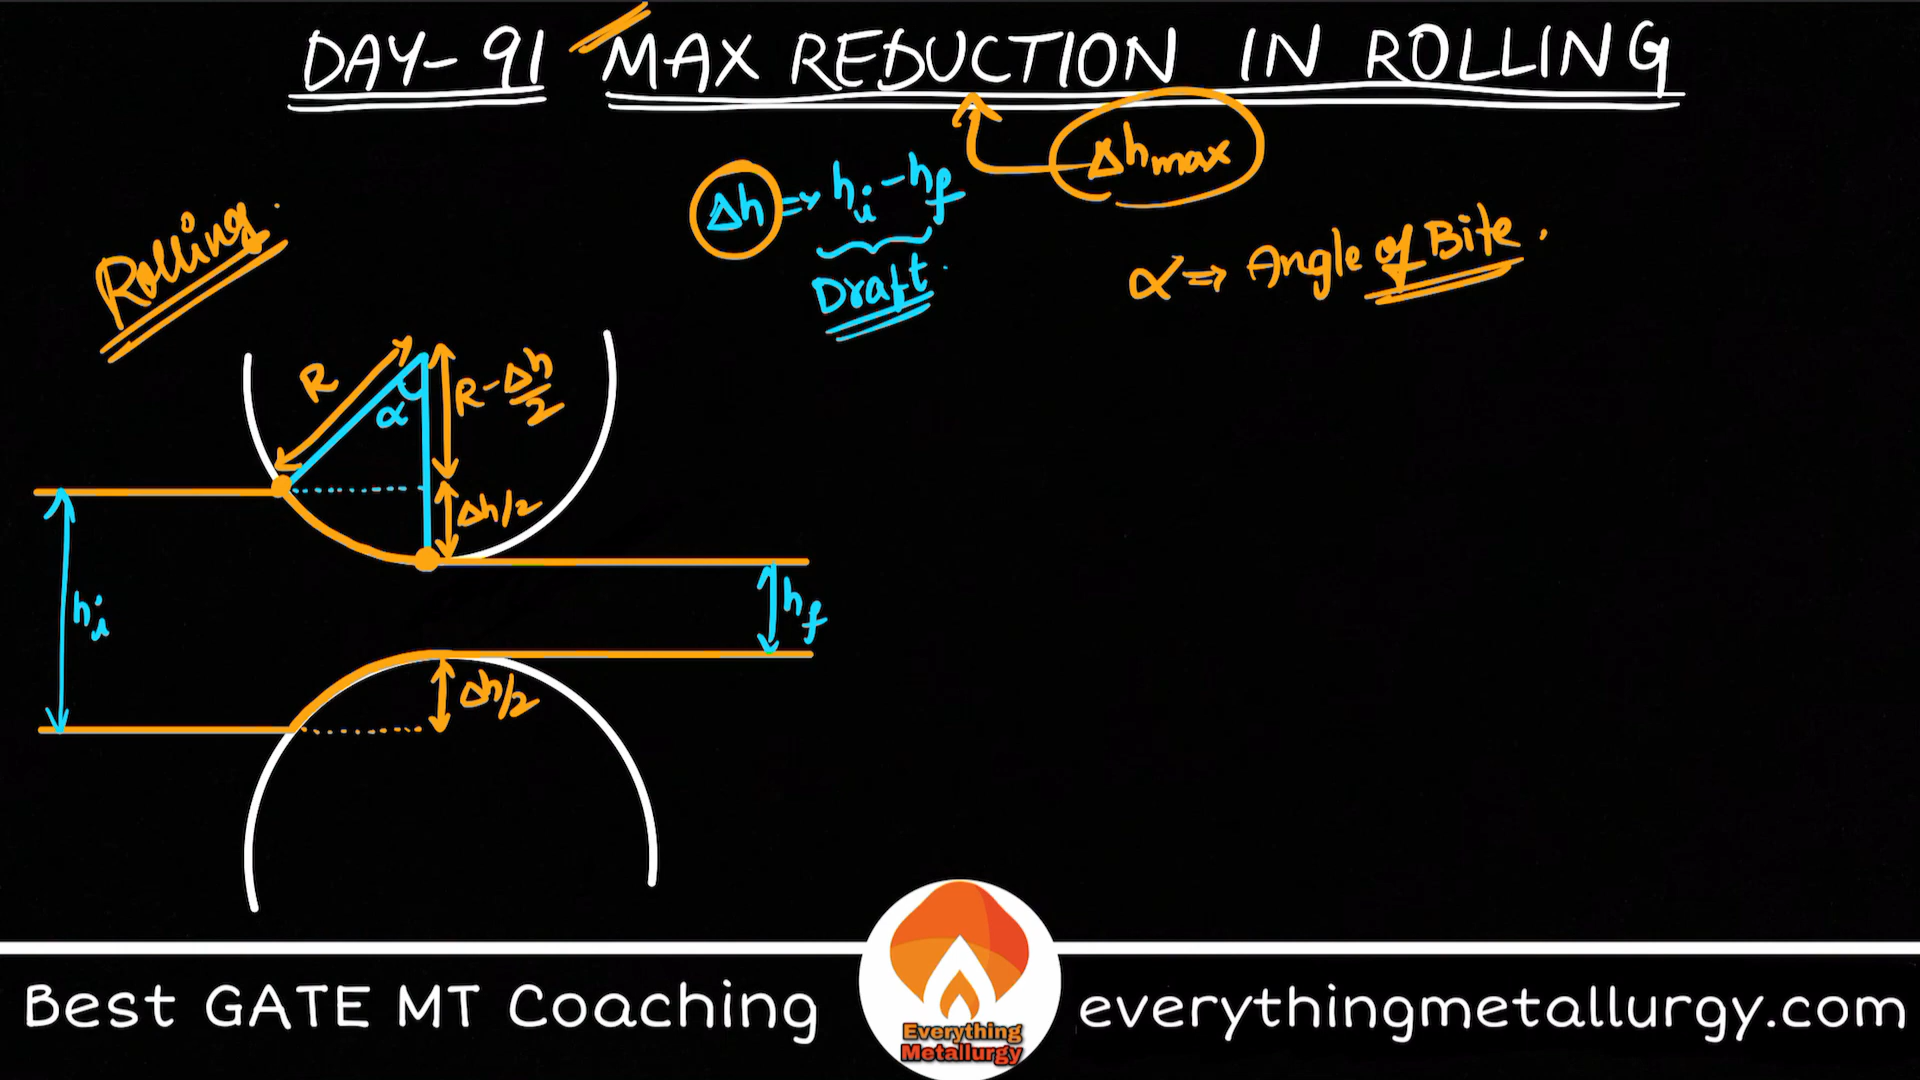 DAY-91 MAX REDUCTION IN ROLLING
Δhmax
Δh ⇒ hi - hf
Draft
α ⇒ Angle of Bite.
Rolling
R
α
R-Δh/2
Δh/2
hi
hf
Δh/2
Best GATE MT Coaching
Everything
Metallurgy
everythingmetallurgy.com